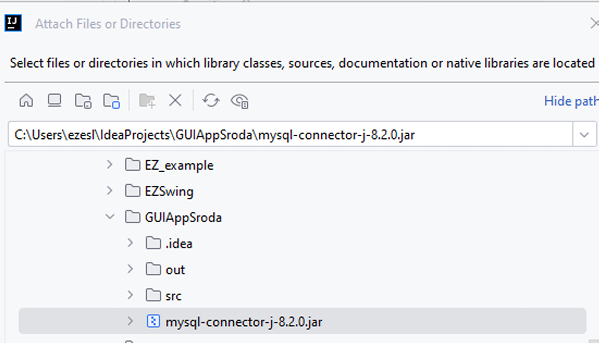 IJ
Attach Files or Directories
Select files or directories in which library classes, sources, documentation or native libraries are located
Hide path
C:\Users\ezesl\IdeaProjects\GUIAppSroda\mysql-connector-j-8.2.0.jar
EZ_example
EZSwing
GUIAppSroda
.idea
out
src
mysql-connector-j-8.2.0.jar